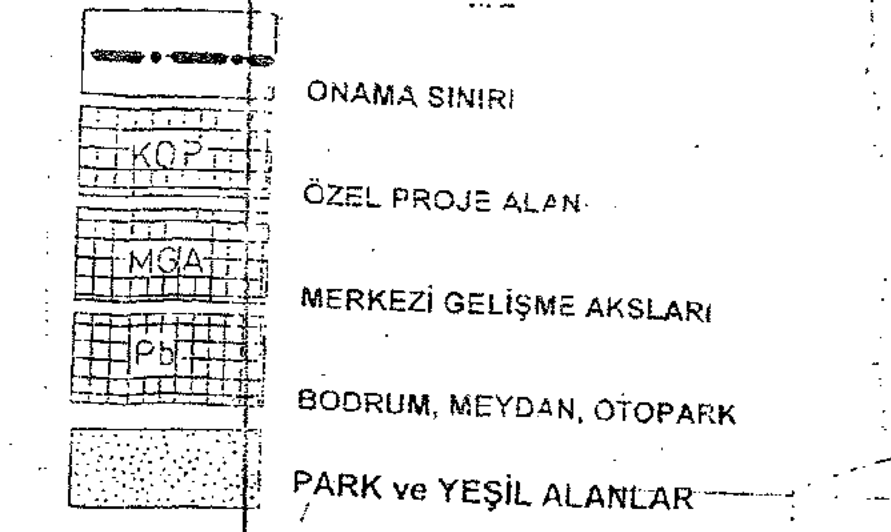 ONAMA SINIRI
KOP
ÖZEL PROJE ALAN
MGA
MERKEZİ GELİŞME AKSLARI
Pb
BODRUM, MEYDAN, OTOPARK
PARK ve YEŞİL ALANLAR